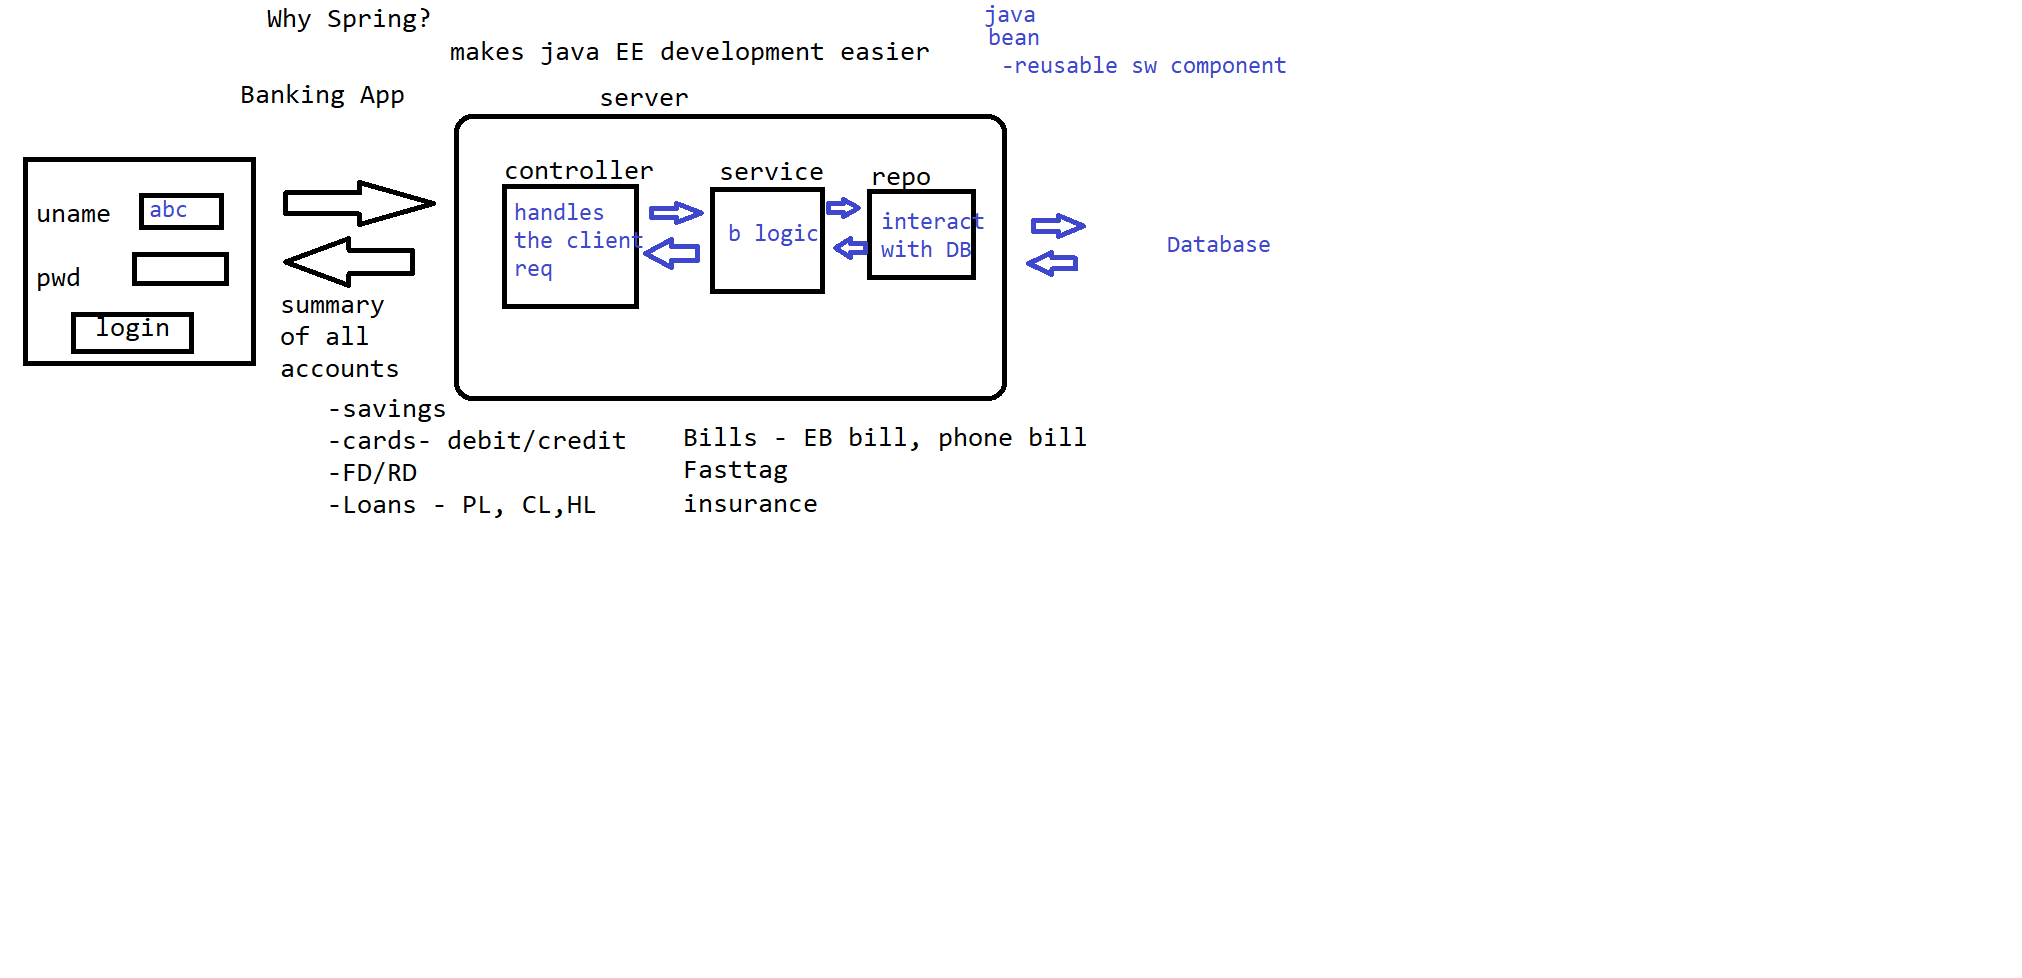 Why Spring?
makes java EE development easier
java
bean
-reusable sw component
Banking App
server
uname
abc
pwd
login
summary
of all
accounts
-savings
-cards- debit/credit
-FD/RD
-Loans - PL, CL,HL
controller
handles
the client
req
service
b logic
repo
interact
with DB
Database
Bills - EB bill, phone bill
Fasttag
insurance